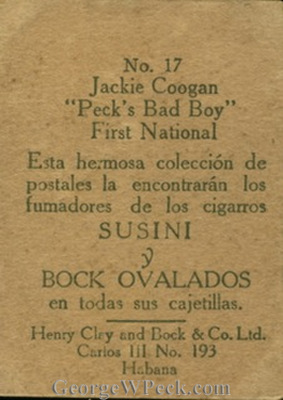 No. 17
Jackie Coogan
"Peck's Bad Boy"
First National
Esta hermosa colección de
postales la encontrarán los
fumadores de los cigarros
SUSINI
y
BOCK OVALADOS
en todas sus cajetillas.
Henry Clay and Bock & Co. Ltd.
Carlos III No. 193
Habana
GeorgeWPeck.com